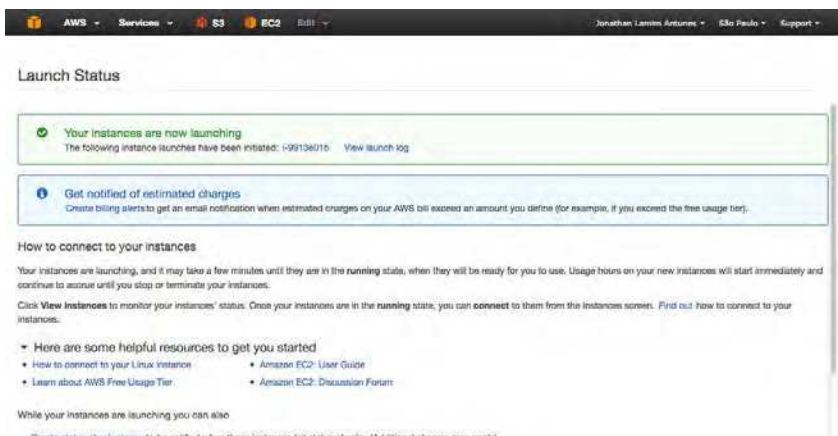 AWS Services S3 EC2 Edit Jonathan Lamim Antunes São Paulo Support
Launch Status
Your instances are now launching
The following instance launches have been initiated: View launch log
Get notified of estimated charges
Create billing alerts to get an email notification when estimated charges on your AWS bill exceed an amount you define (for example, if you exceed the free usage tier).
How to connect to your instances
Your instances are launching, and it may take a few minutes until they are in the running state, when they will be ready for you to use. Usage hours on your new instances will start immediately and
continue to accrue until you stop or terminate your instances.
Click View Instances to monitor your instances' status. Once your instances are in the running state, you can connect to them from the Instances screen. Find out how to connect to your
instances.
Here are some helpful resources to get you started
• How to connect to your Linux instance • Amazon EC2: User Guide
• Learn about AWS Free Usage Tier • Amazon EC2: Discussion Forum
While your instances are launching you can also